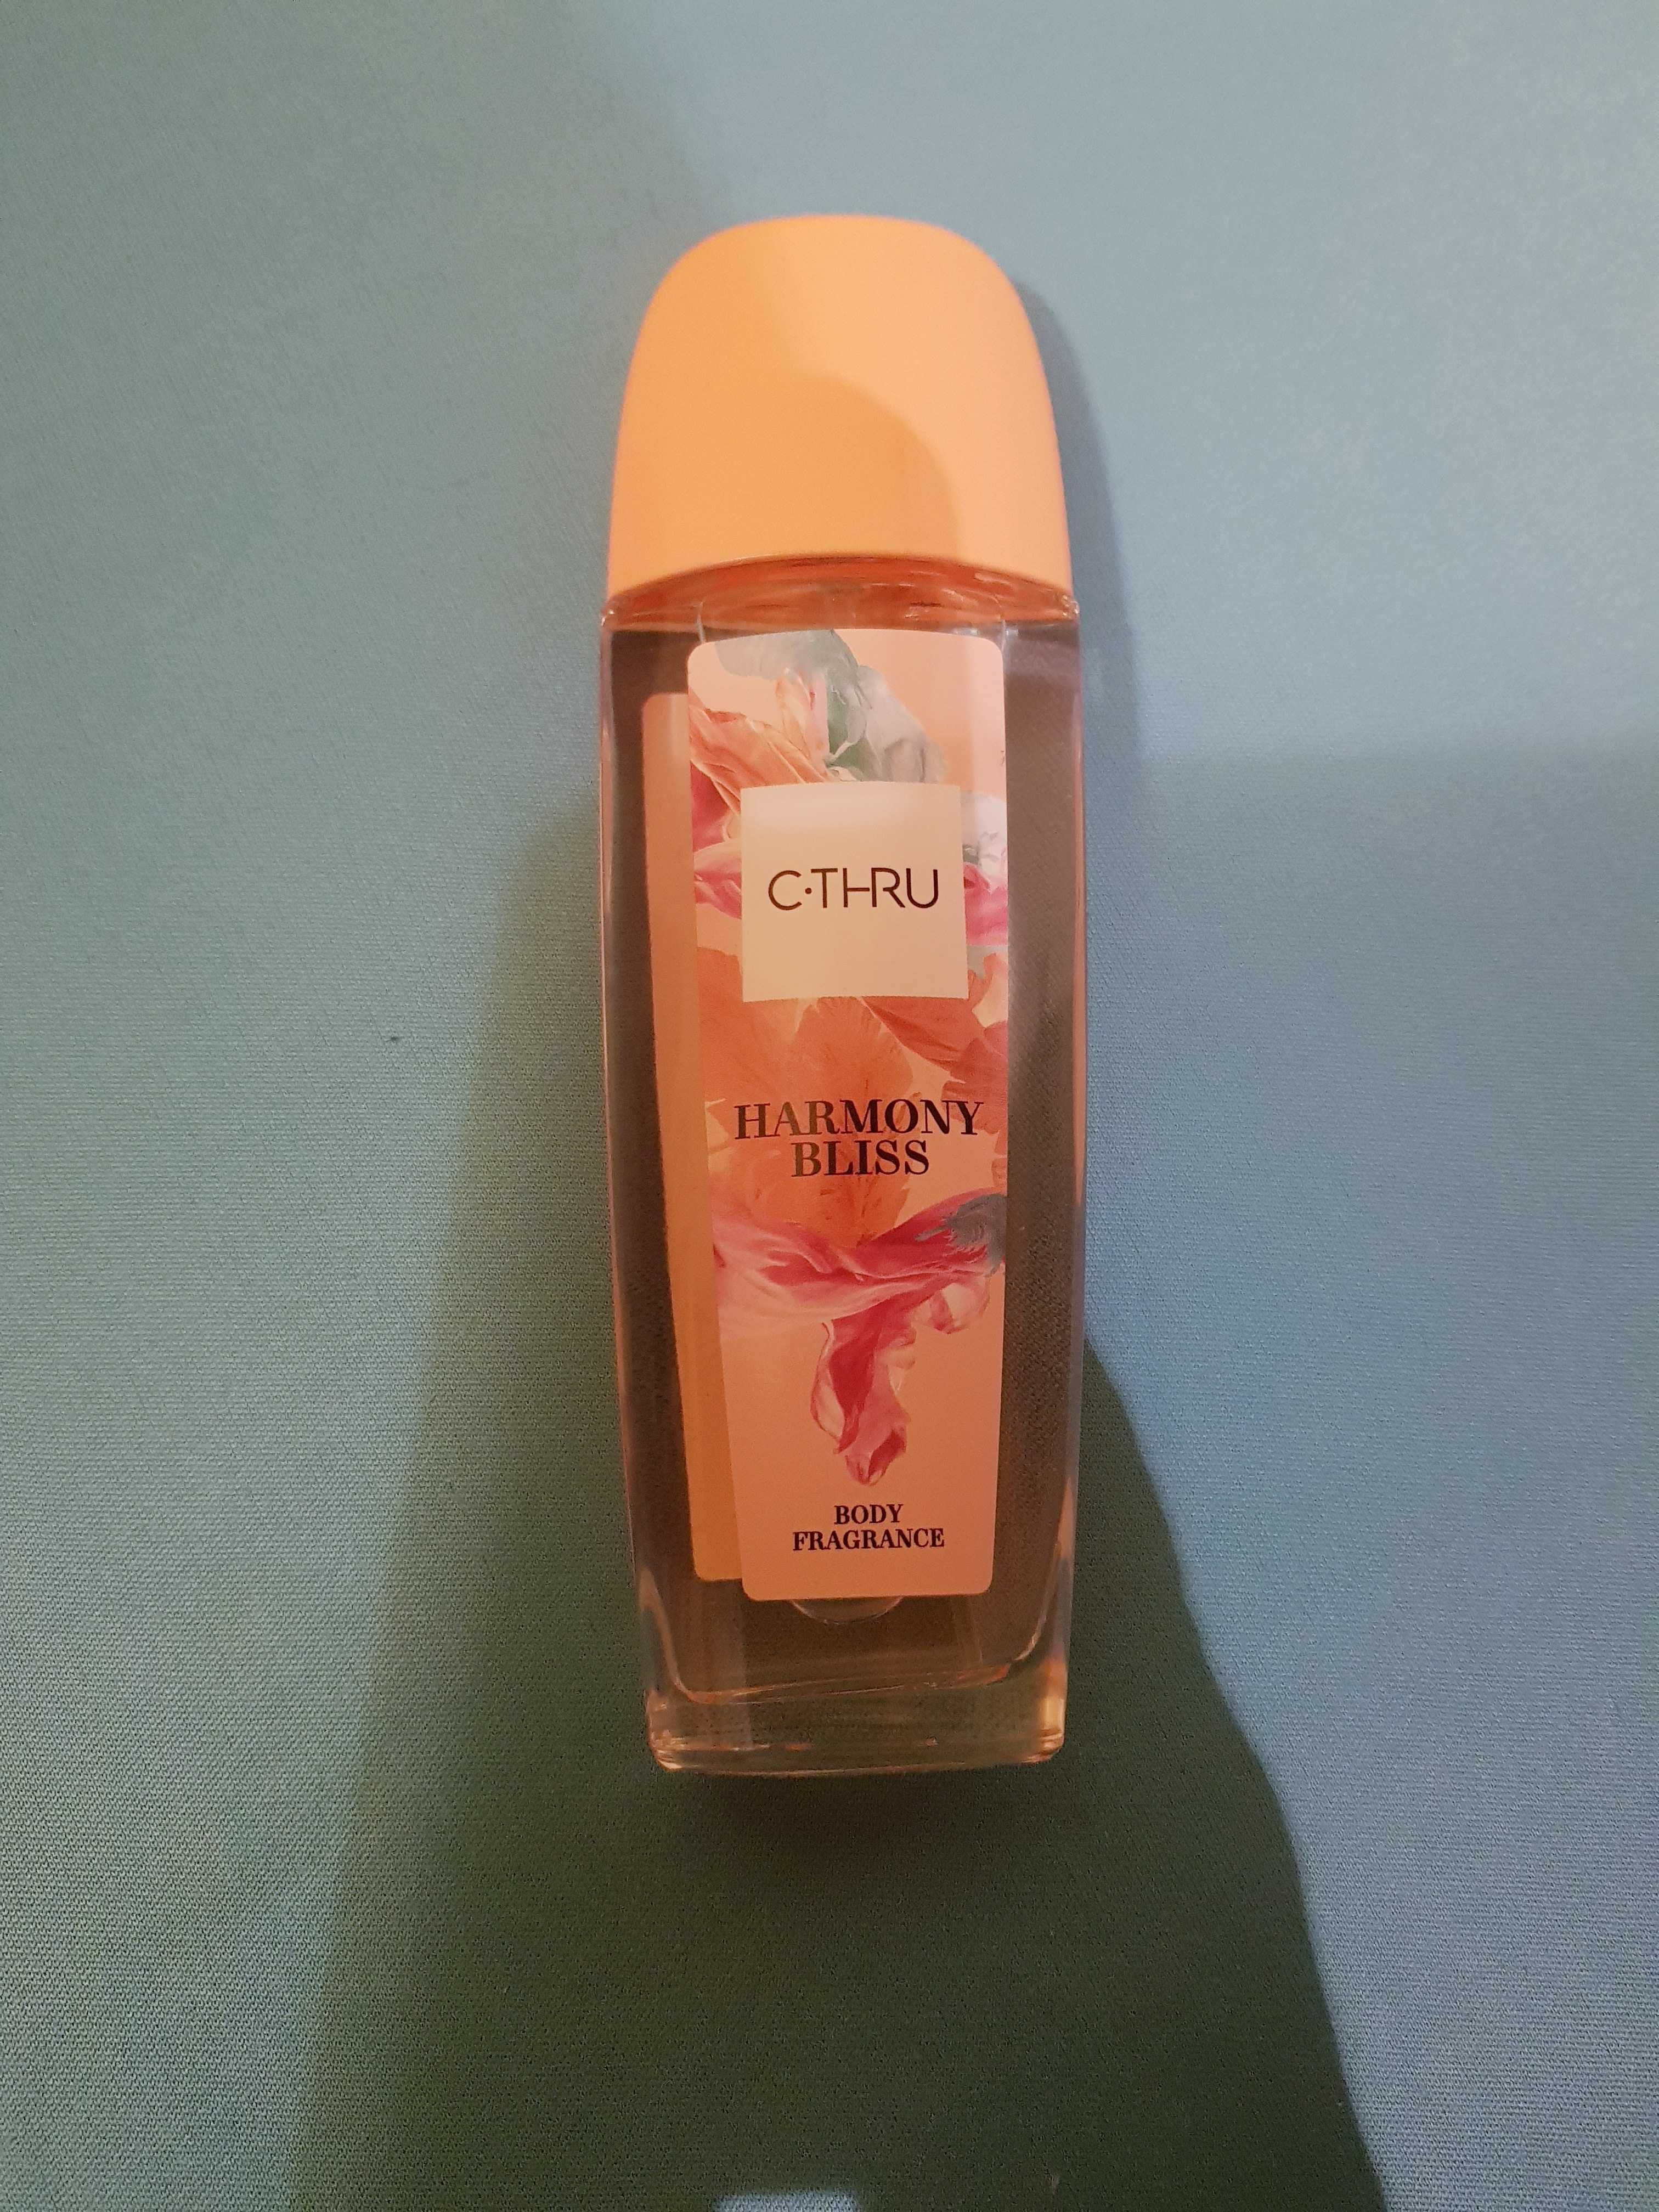 C·THRU
HARMONY
BLISS
BODY
FRAGRANCE